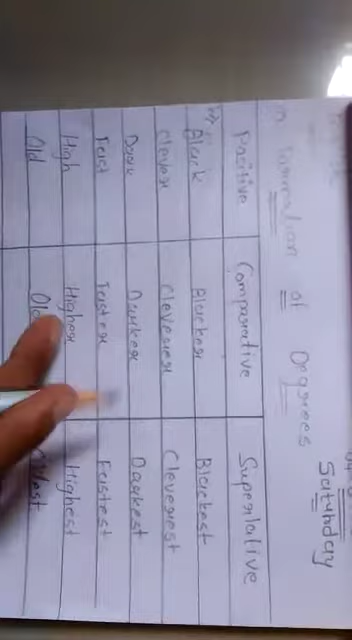 Saturday
Formation of Degrees
Positive Comparative Superlative
Black Blacker Blackest
Clever Cleverer Cleverest
Dark Darker Darkest
Fast Faster Fastest
High Higher Highest
Old